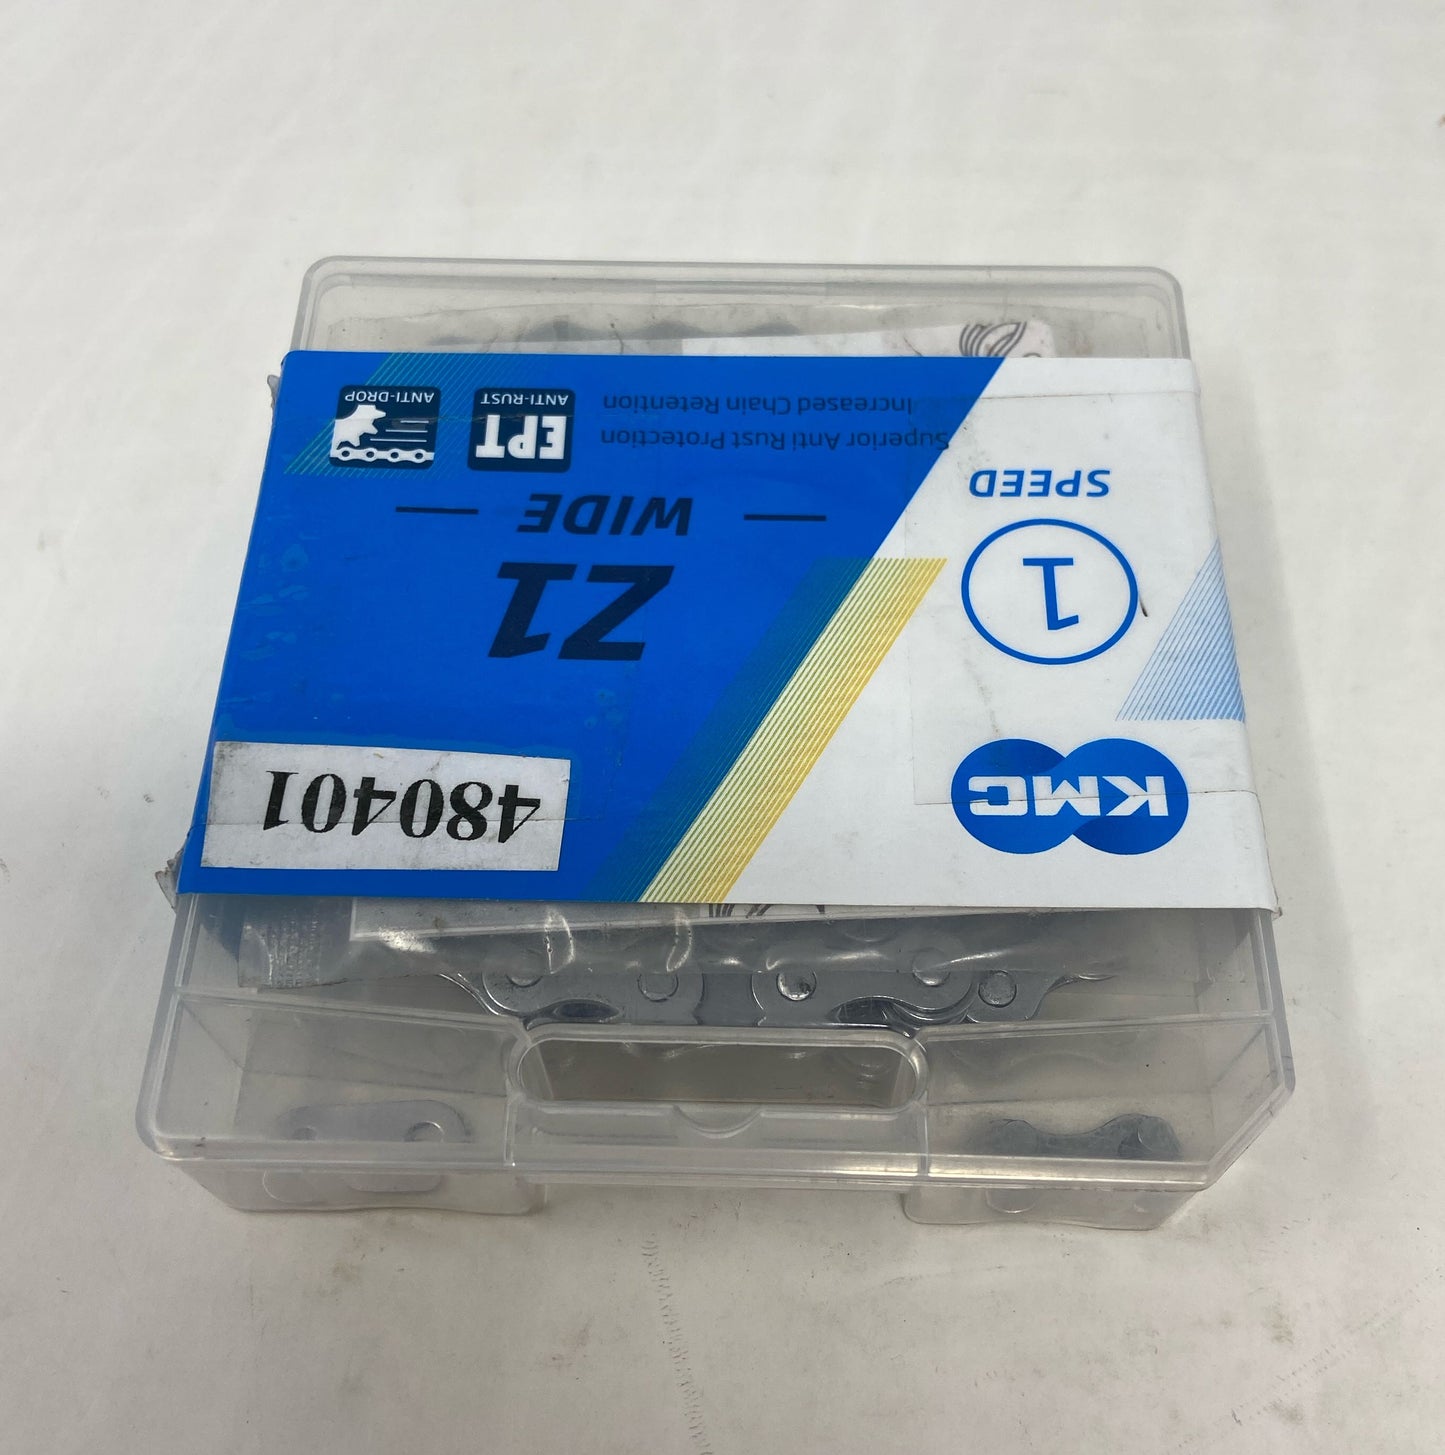 KMC
1
SPEED
480401
Z1
WIDE
Superior Anti Rust Protection
Increased Chain Retention
EPT
ANTI-RUST
ANTI-DROP